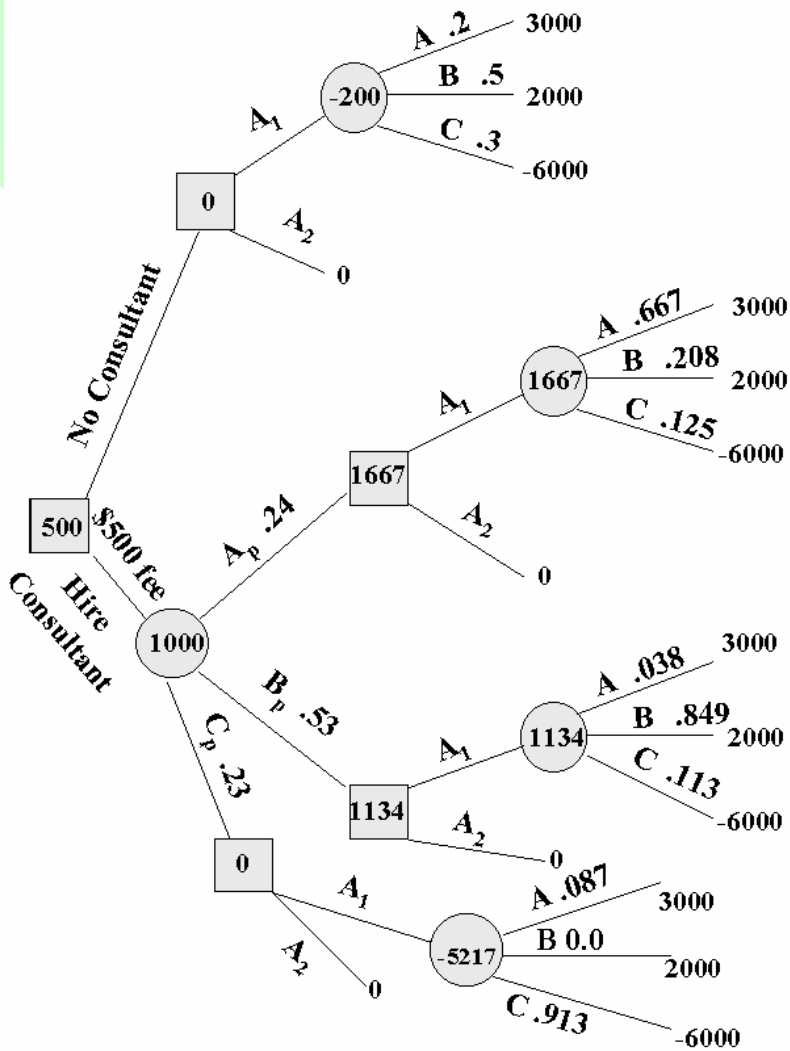 A .2 3000
B .5 2000
C .3 -6000
-200
A1
0
A2 0
No Consultant
A .667 3000
B .208 2000
C .125 -6000
1667
A1
1667
A2 0
500
$500 fee
Hire
Consultant
Ap .24
1000
Bp .53
Cp .23
A .038 3000
B .849 2000
C .113 -6000
1134
A1
1134
A2 0
0
A1
A2 0
-5217
A .087 3000
B 0.0 2000
C .913 -6000